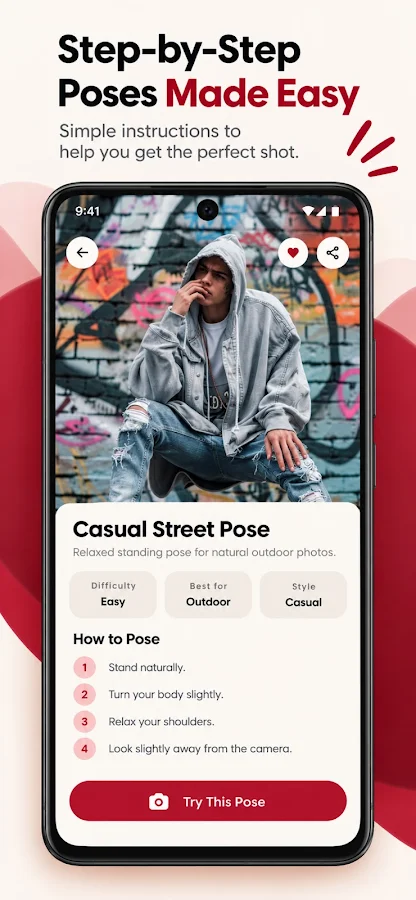 Step-by-Step
Poses Made Easy
Simple instructions to
help you get the perfect shot.
9:41
Casual Street Pose
Relaxed standing pose for natural outdoor photos.
Difficulty
Easy
Best for
Outdoor
Style
Casual
How to Pose
1 Stand naturally.
2 Turn your body slightly.
3 Relax your shoulders.
4 Look slightly away from the camera.
Try This Pose